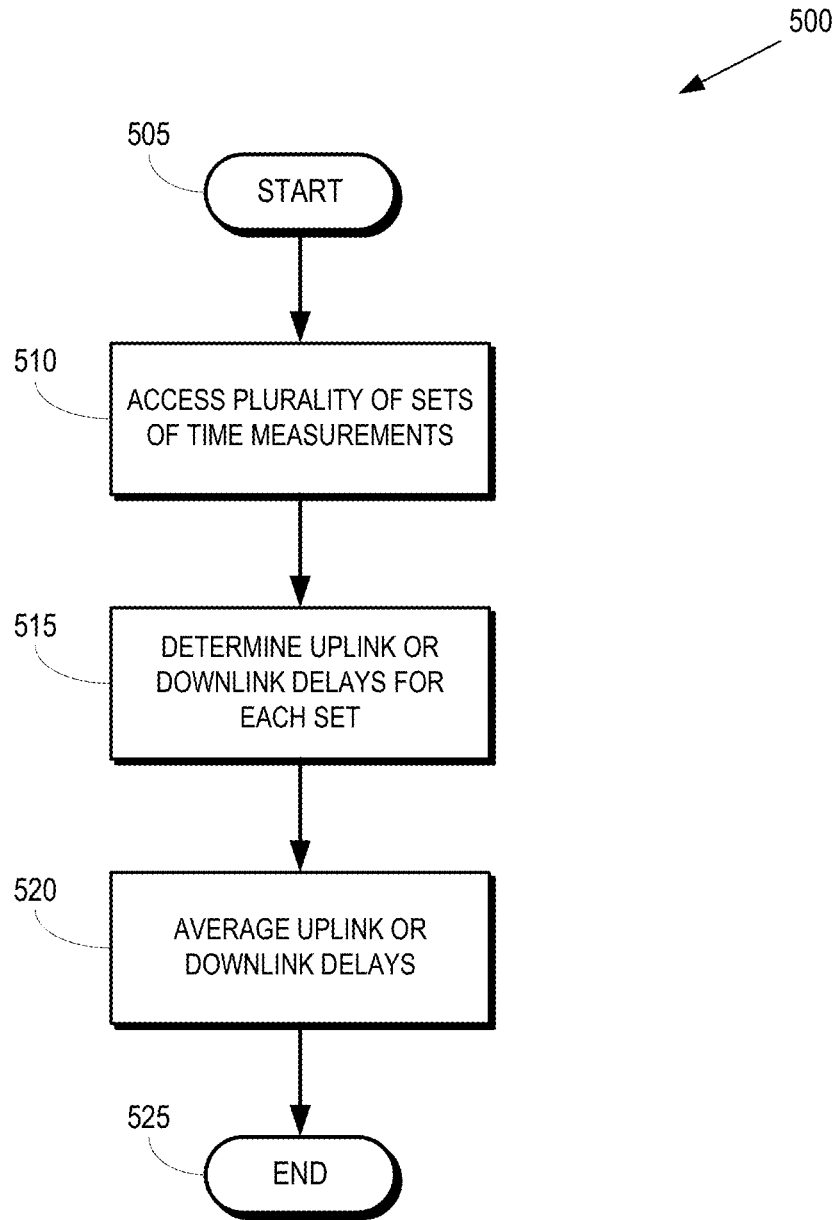 500
505
START
510
ACCESS PLURALITY OF SETS
OF TIME MEASUREMENTS
515
DETERMINE UPLINK OR
DOWNLINK DELAYS FOR
EACH SET
520
AVERAGE UPLINK OR
DOWNLINK DELAYS
525
END